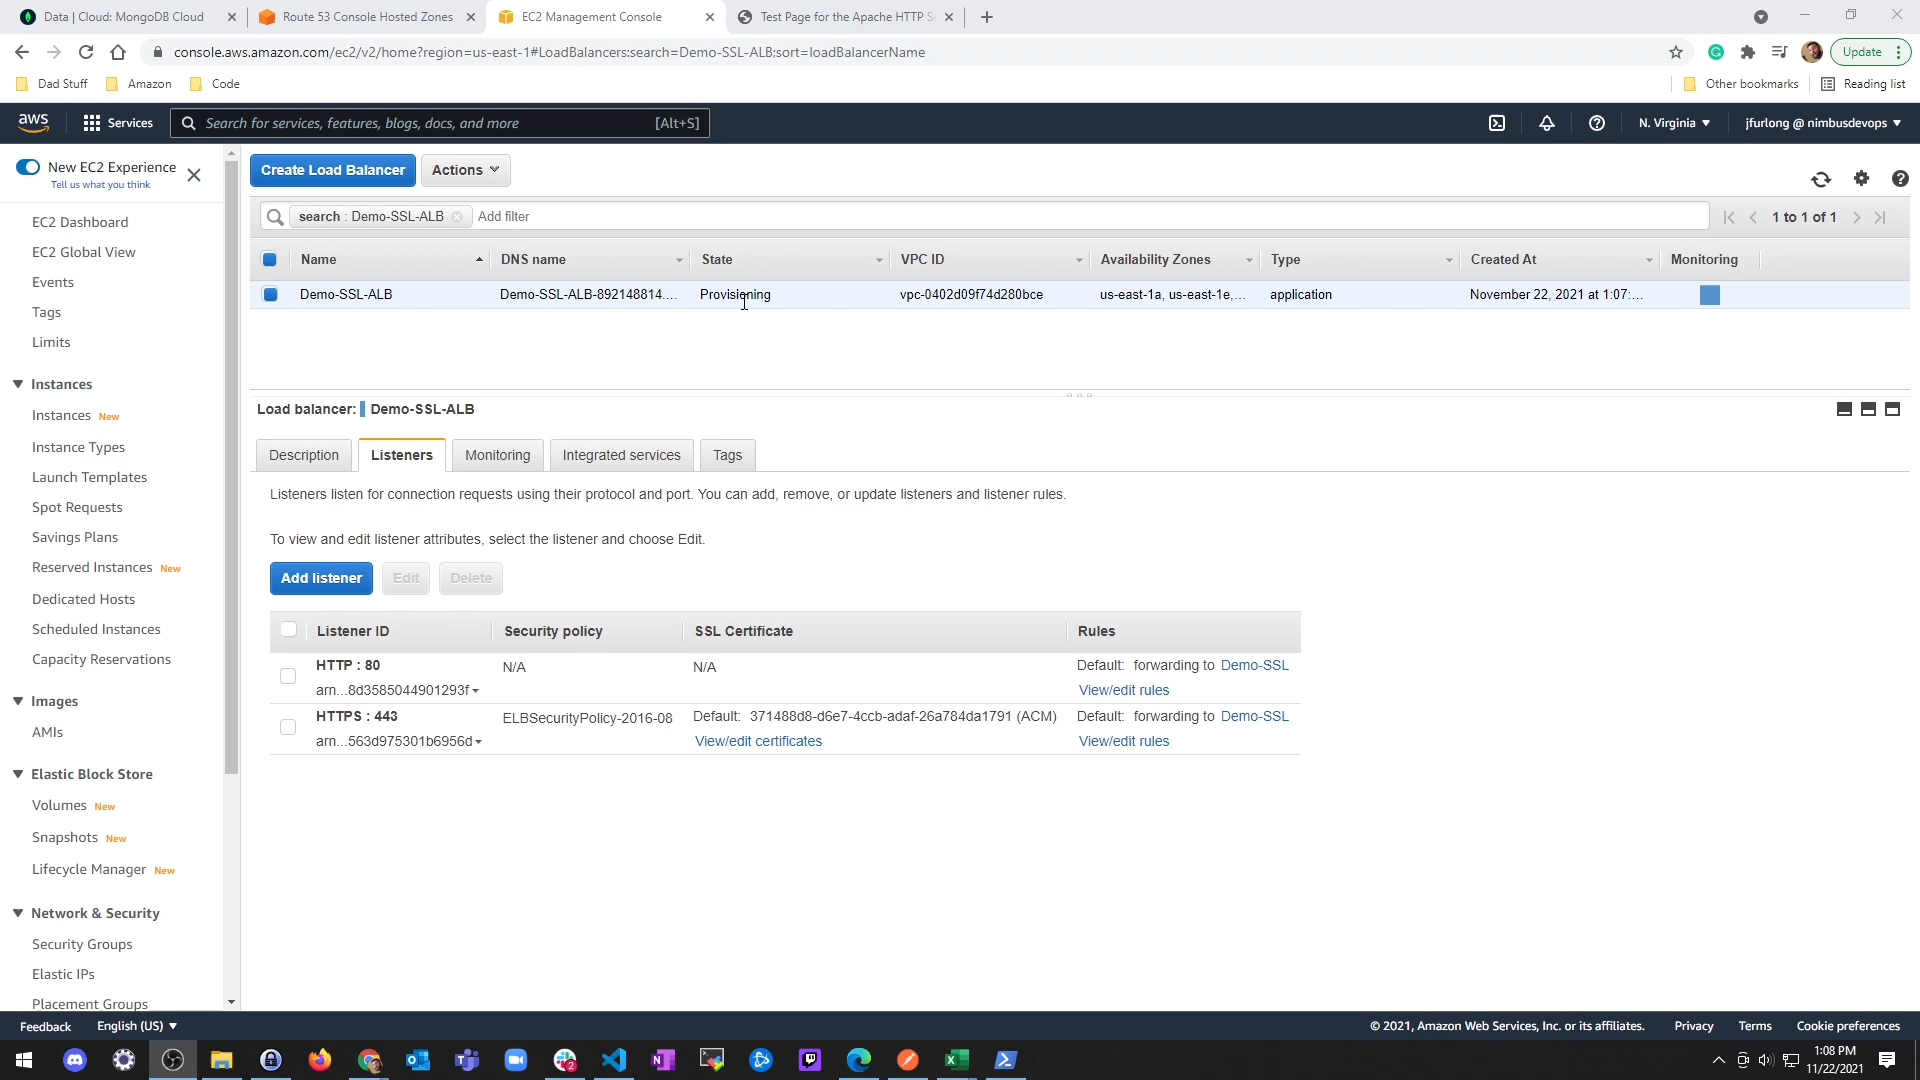 Data | Cloud: MongoDB Cloud
Route 53 Console Hosted Zones
EC2 Management Console
Test Page for the Apache HTTP S
console.aws.amazon.com/ec2/v2/home?region=us-east-1#LoadBalancers:search=Demo-SSL-ALB;sort=loadBalancerName
Update
Dad Stuff
Amazon
Code
Other bookmarks
Reading list
aws
Services
Search for services, features, blogs, docs, and more
[Alt+S]
N. Virginia
jfurlong @ nimbusdevops
New EC2 Experience
Tell us what you think
EC2 Dashboard
EC2 Global View
Events
Tags
Limits
Instances
Instances New
Instance Types
Launch Templates
Spot Requests
Savings Plans
Reserved Instances New
Dedicated Hosts
Scheduled Instances
Capacity Reservations
Images
AMIs
Elastic Block Store
Volumes New
Snapshots New
Lifecycle Manager New
Network & Security
Security Groups
Elastic IPs
Placement Groups
Create Load Balancer
Actions
search : Demo-SSL-ALB
Add filter
1 to 1 of 1
Name
DNS name
State
VPC ID
Availability Zones
Type
Created At
Monitoring
Demo-SSL-ALB
Demo-SSL-ALB-892148814....
Provisioning
vpc-0402d09f74d280bce
us-east-1a, us-east-1e,...
application
November 22, 2021 at 1:07:...
Load balancer: Demo-SSL-ALB
Description
Listeners
Monitoring
Integrated services
Tags
Listeners listen for connection requests using their protocol and port. You can add, remove, or update listeners and listener rules.
To view and edit listener attributes, select the listener and choose Edit.
Add listener
Edit
Delete
Listener ID
Security policy
SSL Certificate
Rules
HTTP : 80
arn...8d3585044901293f
N/A
N/A
Default: forwarding to Demo-SSL
View/edit rules
HTTPS : 443
arn...563d975301b6956d
ELBSecurityPolicy-2016-08
Default: 371488d8-d6e7-4ccb-adaf-26a784da1791 (ACM)
View/edit certificates
Default: forwarding to Demo-SSL
View/edit rules
Feedback
English (US)
© 2021, Amazon Web Services, Inc. or its affiliates.
Privacy
Terms
Cookie preferences
1:08 PM
11/22/2021